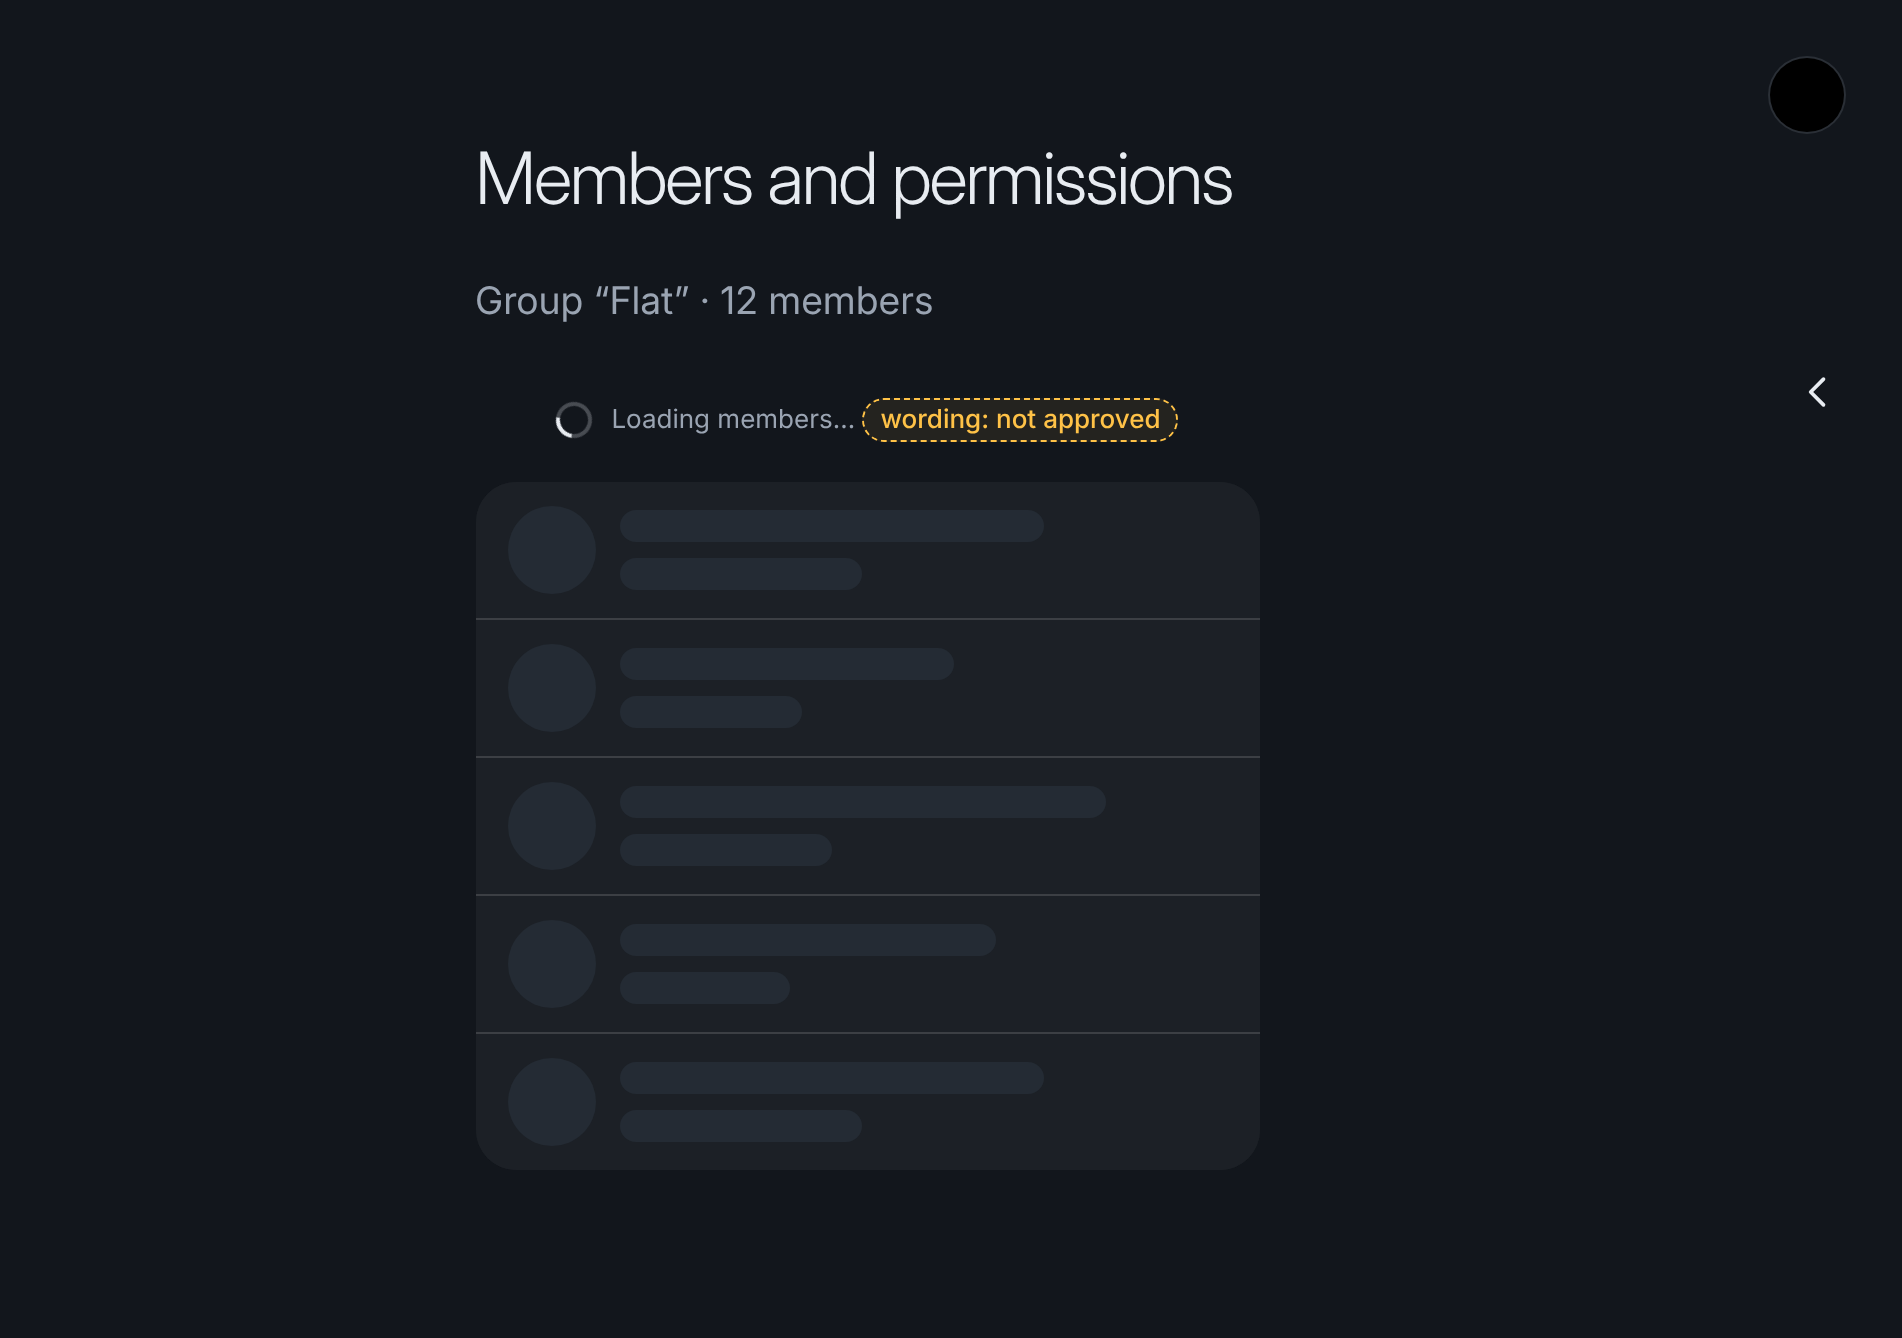 Members and permissions
Group “Flat” · 12 members
Loading members... wording: not approved